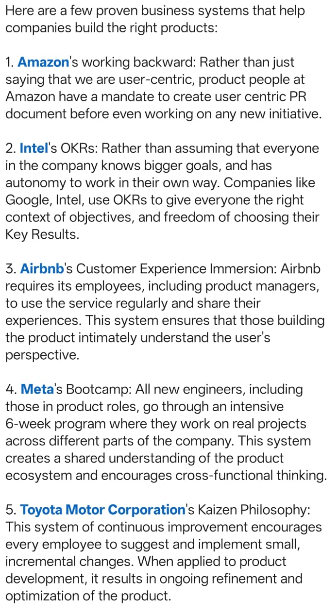 Here are a few proven business systems that help
companies build the right products:
1. Amazon's working backward: Rather than just
saying that we are user-centric, product people at
Amazon have a mandate to create user centric PR
document before even working on any new initiative.
2. Intel's OKRs: Rather than assuming that everyone
in the company knows bigger goals, and has
autonomy to work in their own way. Companies like
Google, Intel, use OKRs to give everyone the right
context of objectives, and freedom of choosing their
Key Results.
3. Airbnb's Customer Experience Immersion: Airbnb
requires its employees, including product managers,
to use the service regularly and share their
experiences. This system ensures that those building
the product intimately understand the user's
perspective.
4. Meta's Bootcamp: All new engineers, including
those in product roles, go through an intensive
6-week program where they work on real projects
across different parts of the company. This system
creates a shared understanding of the product
ecosystem and encourages cross-functional thinking.
5. Toyota Motor Corporation's Kaizen Philosophy:
This system of continuous improvement encourages
every employee to suggest and implement small,
incremental changes. When applied to product
development, it results in ongoing refinement and
optimization of the product.